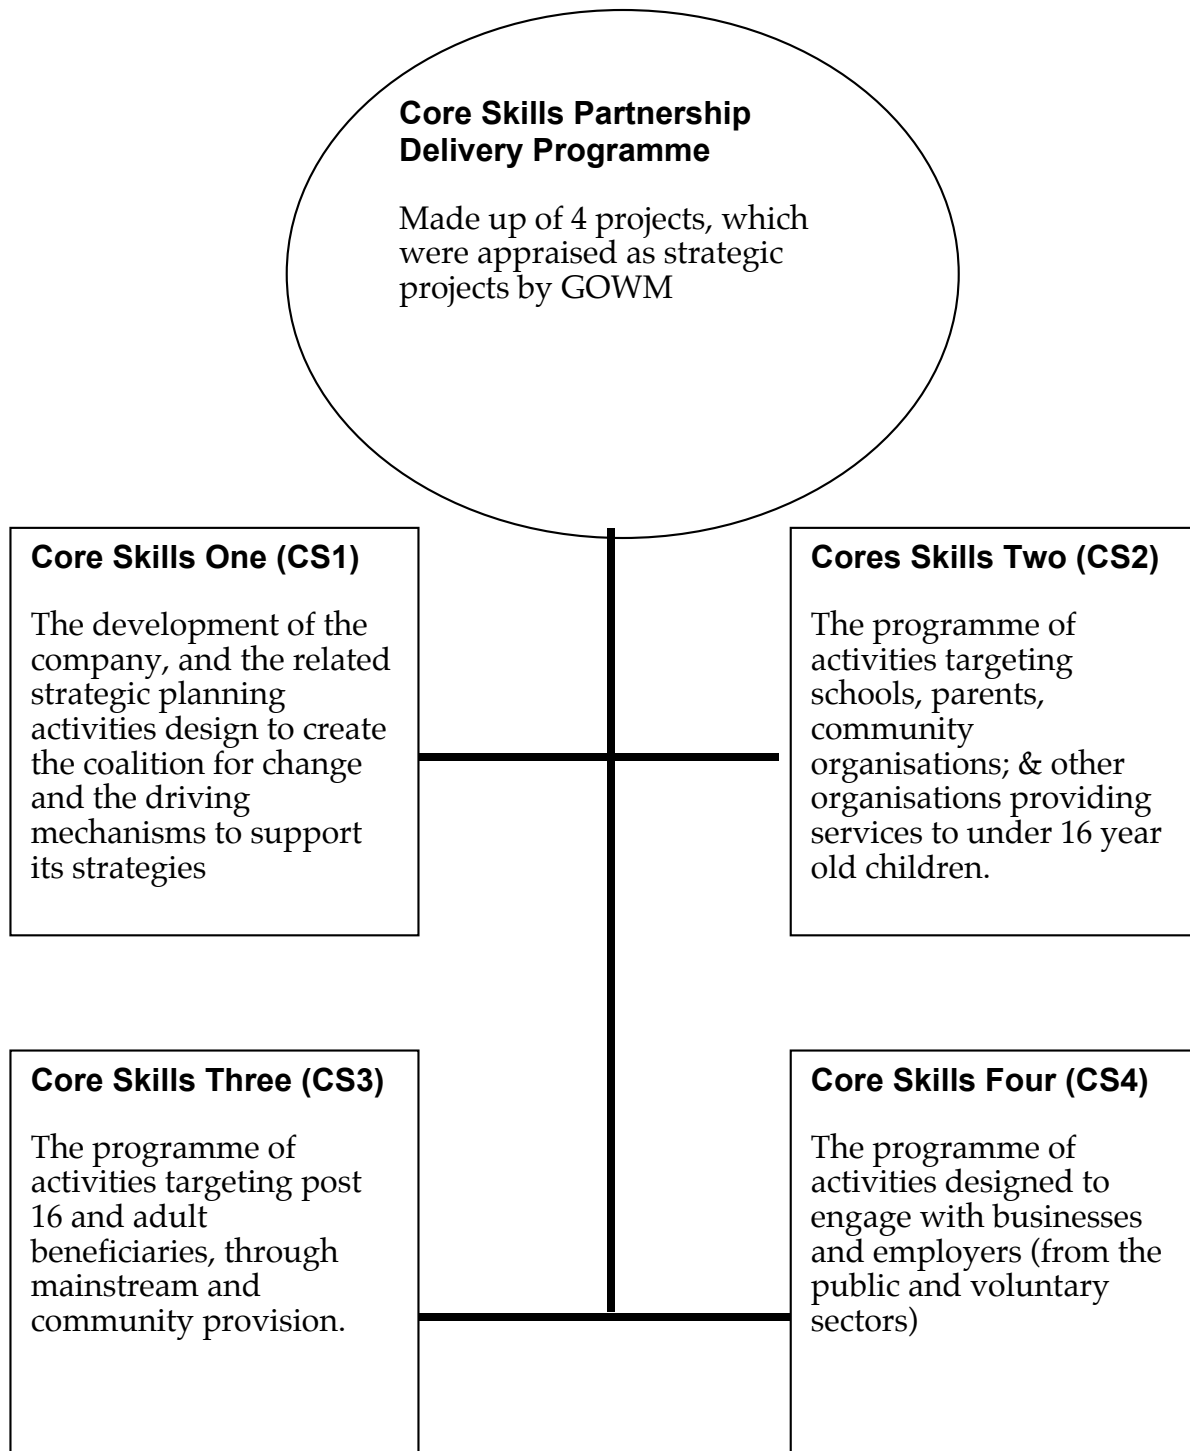 Core Skills Partnership
Delivery Programme
Made up of 4 projects, which
were appraised as strategic
projects by GOWM
Core Skills One (CS1)
The development of the
company, and the related
strategic planning
activities design to create
the coalition for change
and the driving
mechanisms to support
its strategies
Cores Skills Two (CS2)
The programme of
activities targeting
schools, parents,
community
organisations; & other
organisations providing
services to under 16 year
old children.
Core Skills Three (CS3)
The programme of
activities targeting post
16 and adult
beneficiaries, through
mainstream and
community provision.
Core Skills Four (CS4)
The programme of
activities designed to
engage with businesses
and employers (from the
public and voluntary
sectors)